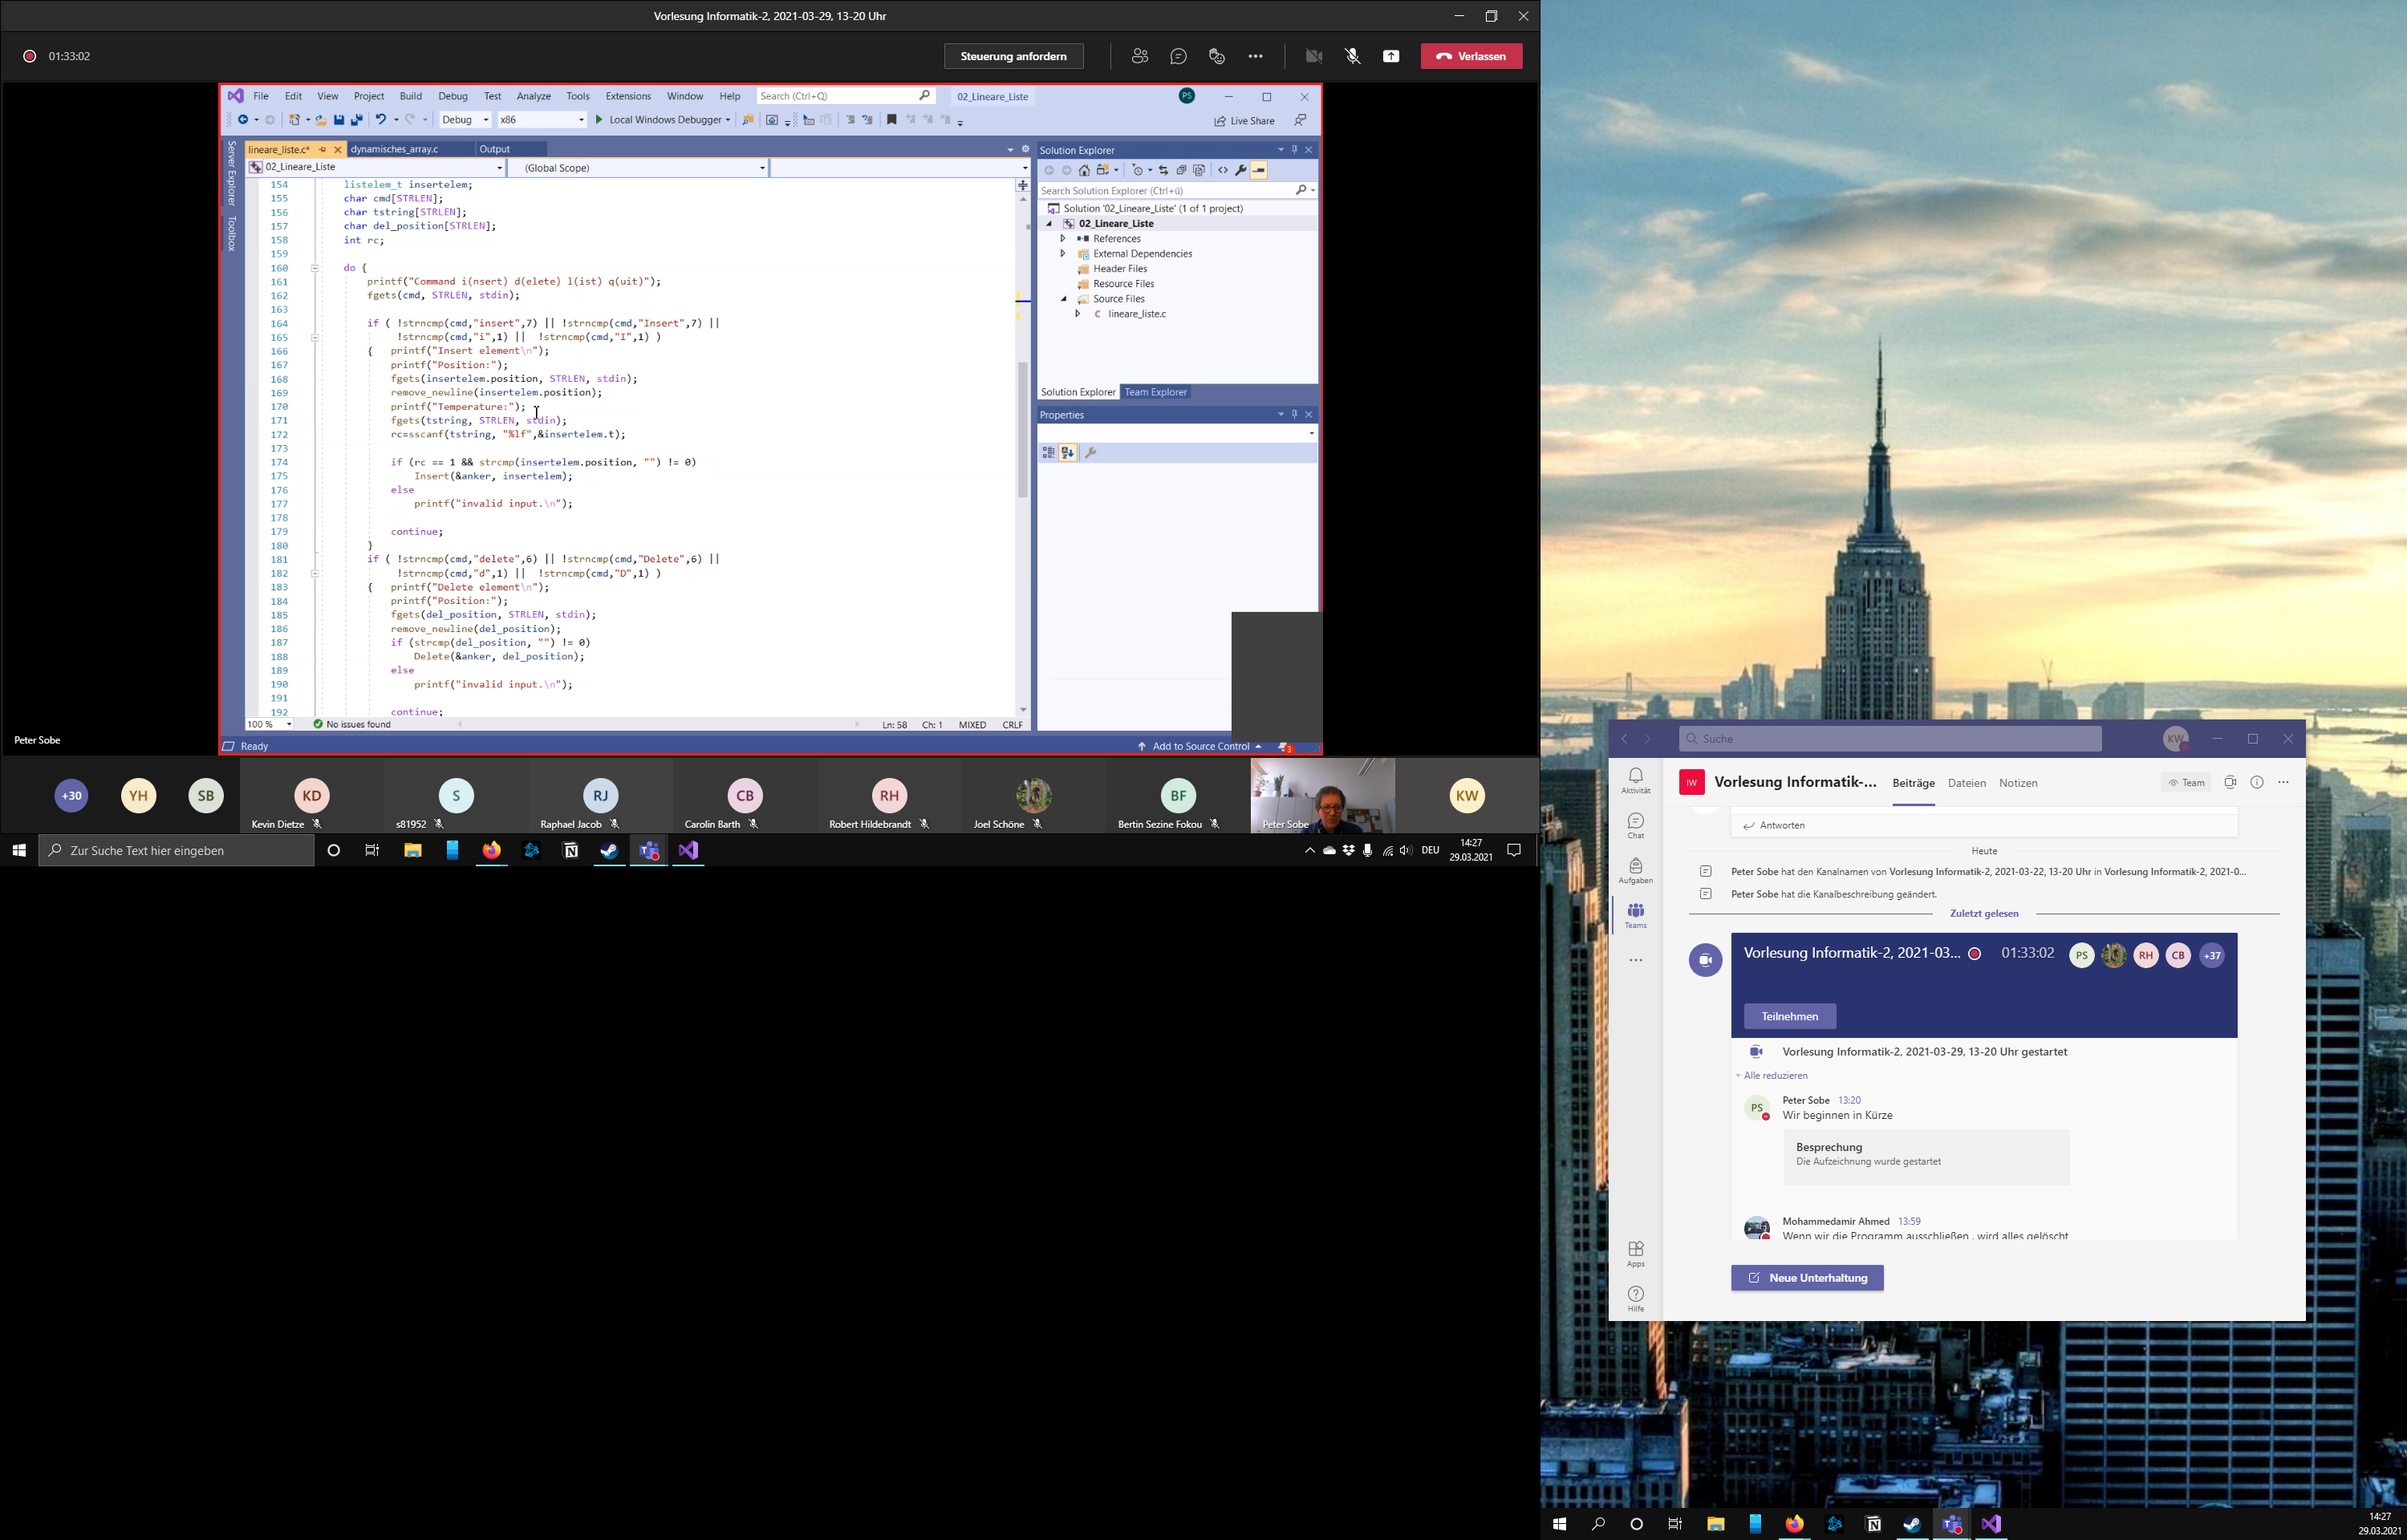 Vorlesung Informatik-2, 2021-03-29, 13-20 Uhr
01:33:02
Steuerung anfordern
Verlassen
File Edit View Project Build Debug Test Analyze Tools Extensions Window Help Search (Ctrl+Q) 02_Lineare_Liste PS
Debug x86 Local Windows Debugger Live Share
Server Explorer
Toolbox
lineare_liste.c* dynamisches_array.c Output
02_Lineare_Liste (Global Scope)
154 listelem_t insertelem;
155 char cmd[STRLEN];
156 char tstring[STRLEN];
157 char del_position[STRLEN];
158 int rc;
159
160 do {
161 printf("Command i(nsert) d(elete) l(ist) q(uit)");
162 fgets(cmd, STRLEN, stdin);
163
164 if ( !strncmp(cmd,"insert",7) || !strncmp(cmd,"Insert",7) ||
165 !strncmp(cmd,"i",1) || !strncmp(cmd,"I",1) )
166 { printf("Insert element\n");
167 printf("Position:");
168 fgets(insertelem.position, STRLEN, stdin);
169 remove_newline(insertelem.position);
170 printf("Temperature:");
171 fgets(tstring, STRLEN, stdin);
172 rc=sscanf(tstring, "%lf",&insertelem.t);
173
174 if (rc == 1 && strcmp(insertelem.position, "") != 0)
175 Insert(&anker, insertelem);
176 else
177 printf("invalid input.\n");
178
179 continue;
180 }
181 if ( !strncmp(cmd,"delete",6) || !strncmp(cmd,"Delete",6) ||
182 !strncmp(cmd,"d",1) || !strncmp(cmd,"D",1) )
183 { printf("Delete element\n");
184 printf("Position:");
185 fgets(del_position, STRLEN, stdin);
186 remove_newline(del_position);
187 if (strcmp(del_position, "") != 0)
188 Delete(&anker, del_position);
189 else
190 printf("invalid input.\n");
191
192 continue;
100 % No issues found Ln: 58 Ch: 1 MIXED CRLF
Ready Add to Source Control 3
Solution Explorer
Search Solution Explorer (Ctrl+ü)
Solution '02_Lineare_Liste' (1 of 1 project)
02_Lineare_Liste
References
External Dependencies
Header Files
Resource Files
Source Files
lineare_liste.c
Solution Explorer Team Explorer
Properties
Peter Sobe
+30 YH SB KD S RJ CB RH BF KW
Kevin Dietze s81952 Raphael Jacob Carolin Barth Robert Hildebrandt Joel Schöne Bertin Sezine Fokou Peter Sobe
Zur Suche Text hier eingeben
DEU
14:27
29.03.2021
Suche
KW
Aktivität
Chat
Aufgaben
Teams
Apps
Hilfe
IW Vorlesung Informatik-... Beiträge Dateien Notizen Team
Antworten
Heute
Peter Sobe hat den Kanalnamen von Vorlesung Informatik-2, 2021-03-22, 13-20 Uhr in Vorlesung Informatik-2, 2021-0...
Peter Sobe hat die Kanalbeschreibung geändert.
Zuletzt gelesen
Vorlesung Informatik-2, 2021-03... 01:33:02 PS RH CB +37
Teilnehmen
Vorlesung Informatik-2, 2021-03-29, 13-20 Uhr gestartet
Alle reduzieren
PS Peter Sobe 13:20
Wir beginnen in Kürze
Besprechung
Die Aufzeichnung wurde gestartet
Mohammedamir Ahmed 13:59
Wenn wir die Programm ausschließen , wird alles gelöscht
Neue Unterhaltung
14:27
29.03.2021